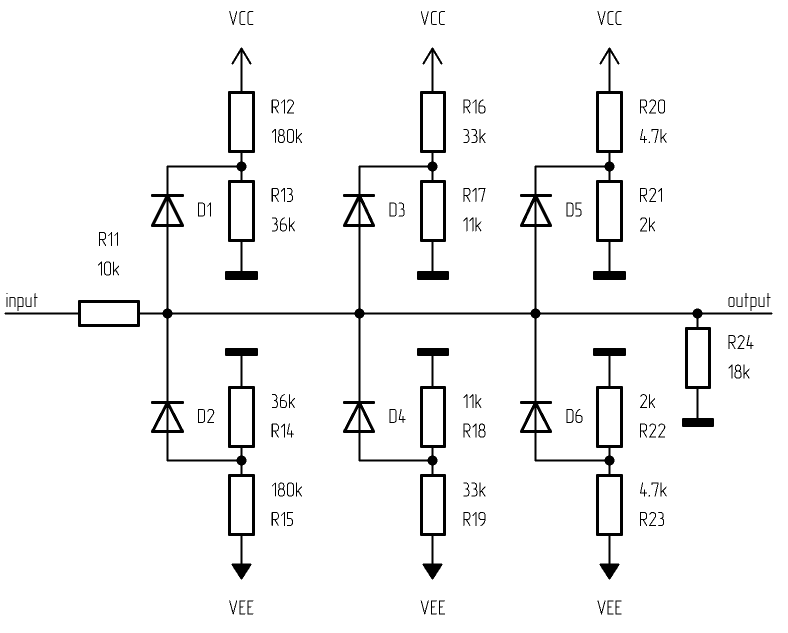 VCC VCC VCC
R12 R16 R20
180k 33k 4.7k
R13 R17 R21
D1 D3 D5
36k 11k 2k
R11
10k
input output
R24
18k
36k 11k 2k
D2 D4 D6
R14 R18 R22
180k 33k 4.7k
R15 R19 R23
VEE VEE VEE